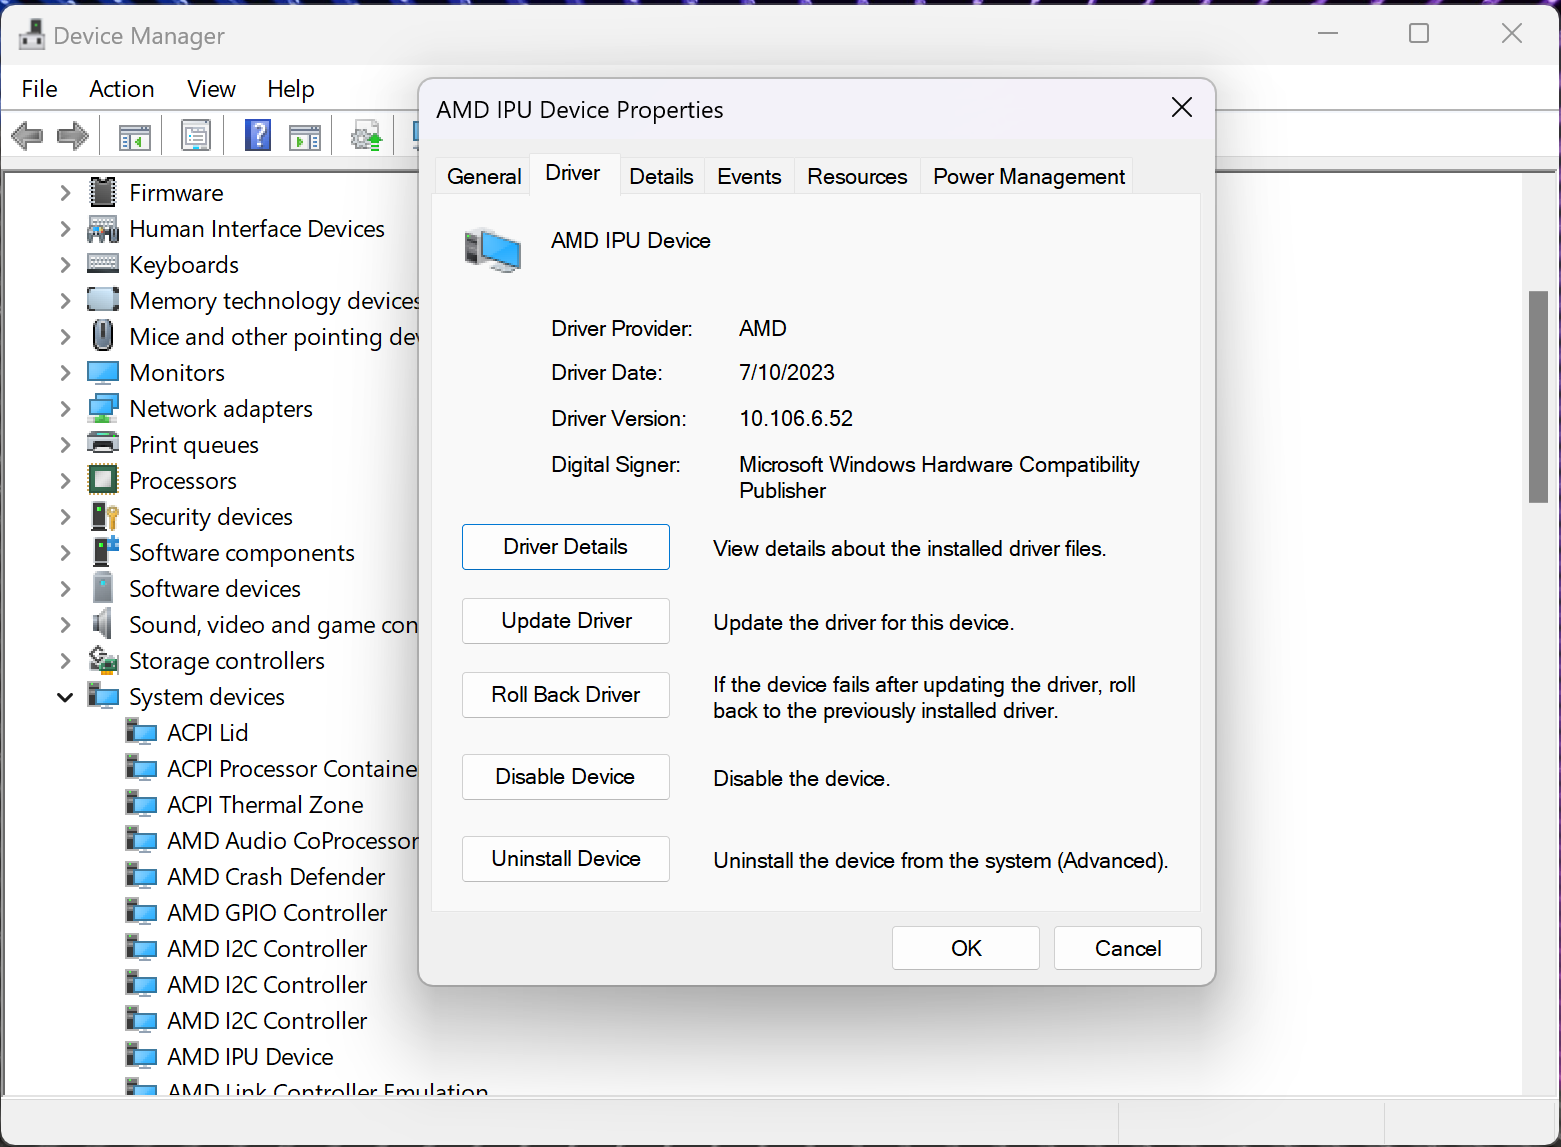 Device Manager
File Action View Help
Firmware
Human Interface Devices
Keyboards
Memory technology devices
Mice and other pointing dev
Monitors
Network adapters
Print queues
Processors
Security devices
Software components
Software devices
Sound, video and game con
Storage controllers
System devices
ACPI Lid
ACPI Processor Containe
ACPI Thermal Zone
AMD Audio CoProcessor
AMD Crash Defender
AMD GPIO Controller
AMD I2C Controller
AMD I2C Controller
AMD I2C Controller
AMD IPU Device
AMD Link Controller Emulation
AMD IPU Device Properties
General Driver Details Events Resources Power Management
AMD IPU Device
Driver Provider: AMD
Driver Date: 7/10/2023
Driver Version: 10.106.6.52
Digital Signer: Microsoft Windows Hardware Compatibility
Publisher
Driver Details View details about the installed driver files.
Update Driver Update the driver for this device.
Roll Back Driver If the device fails after updating the driver, roll
back to the previously installed driver.
Disable Device Disable the device.
Uninstall Device Uninstall the device from the system (Advanced).
OK Cancel